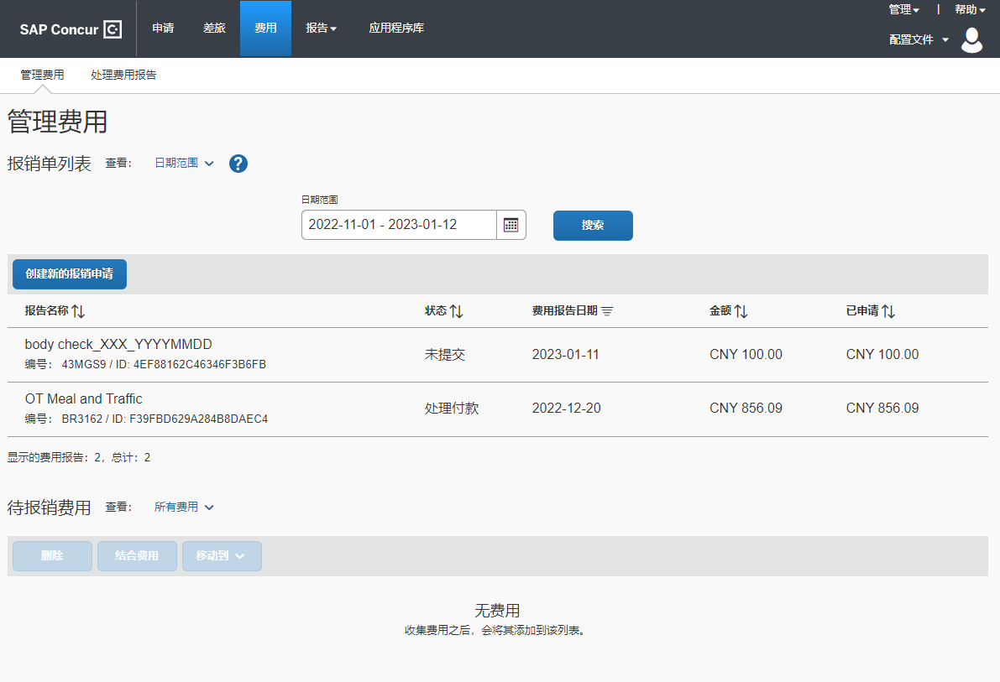 SAP Concur C 申请 差旅 费用 报告 应用程序库 管理 | 帮助
配置文件
管理费用 处理费用报告
管理费用
报销单列表 查看： 日期范围 ?
日期范围
2022-11-01 - 2023-01-12 搜索
创建新的报销申请
报告名称 状态 费用报告日期 金额 已申请
body check_XXX_YYYYMMDD 未提交 2023-01-11 CNY 100.00 CNY 100.00
编号： 43MGS9 / ID: 4EF88162C46346F3B6FB
OT Meal and Traffic 处理付款 2022-12-20 CNY 856.09 CNY 856.09
编号： BR3162 / ID: F39FBD629A284B8DAEC4
显示的费用报告：2，总计：2
待报销费用 查看： 所有费用
删除 结合费用 移动到
无费用
收集费用之后，会将其添加到该列表。